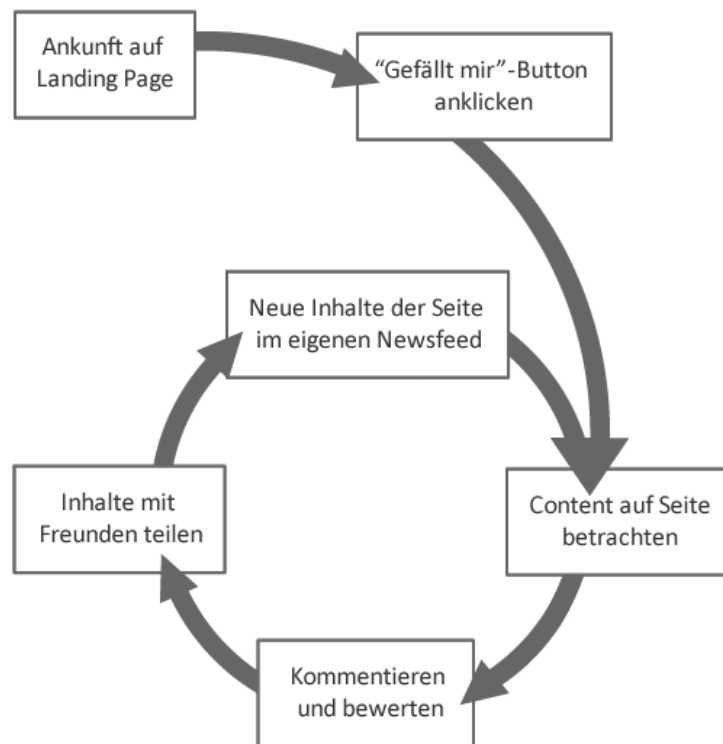 Ankunft auf
Landing Page
“Gefällt mir”-Button
anklicken
Neue Inhalte der Seite
im eigenen Newsfeed
Inhalte mit
Freunden teilen
Content auf Seite
betrachten
Kommentieren
und bewerten